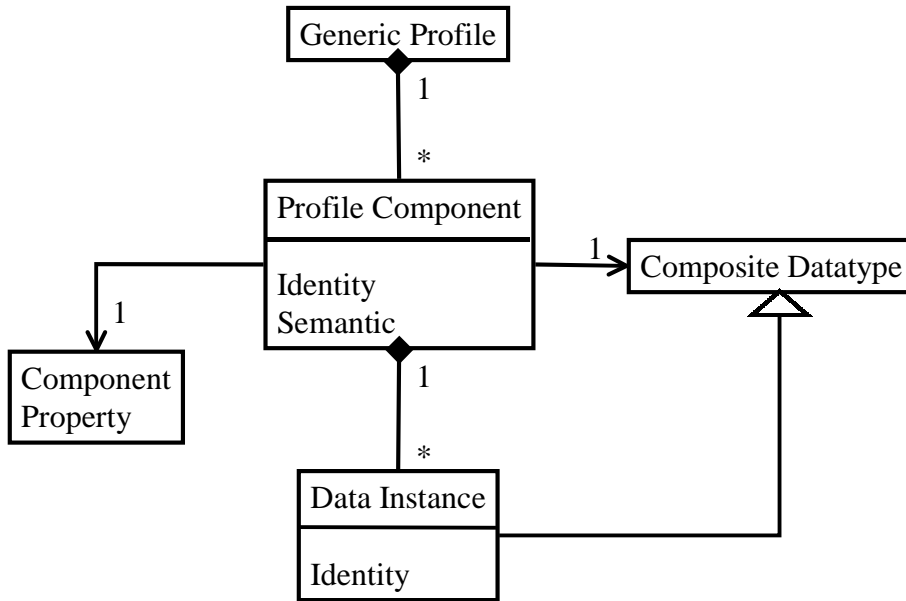 Generic Profile
1
*
Profile Component
Identity
Semantic
1
Composite Datatype
1
Component
Property
1
*
Data Instance
Identity